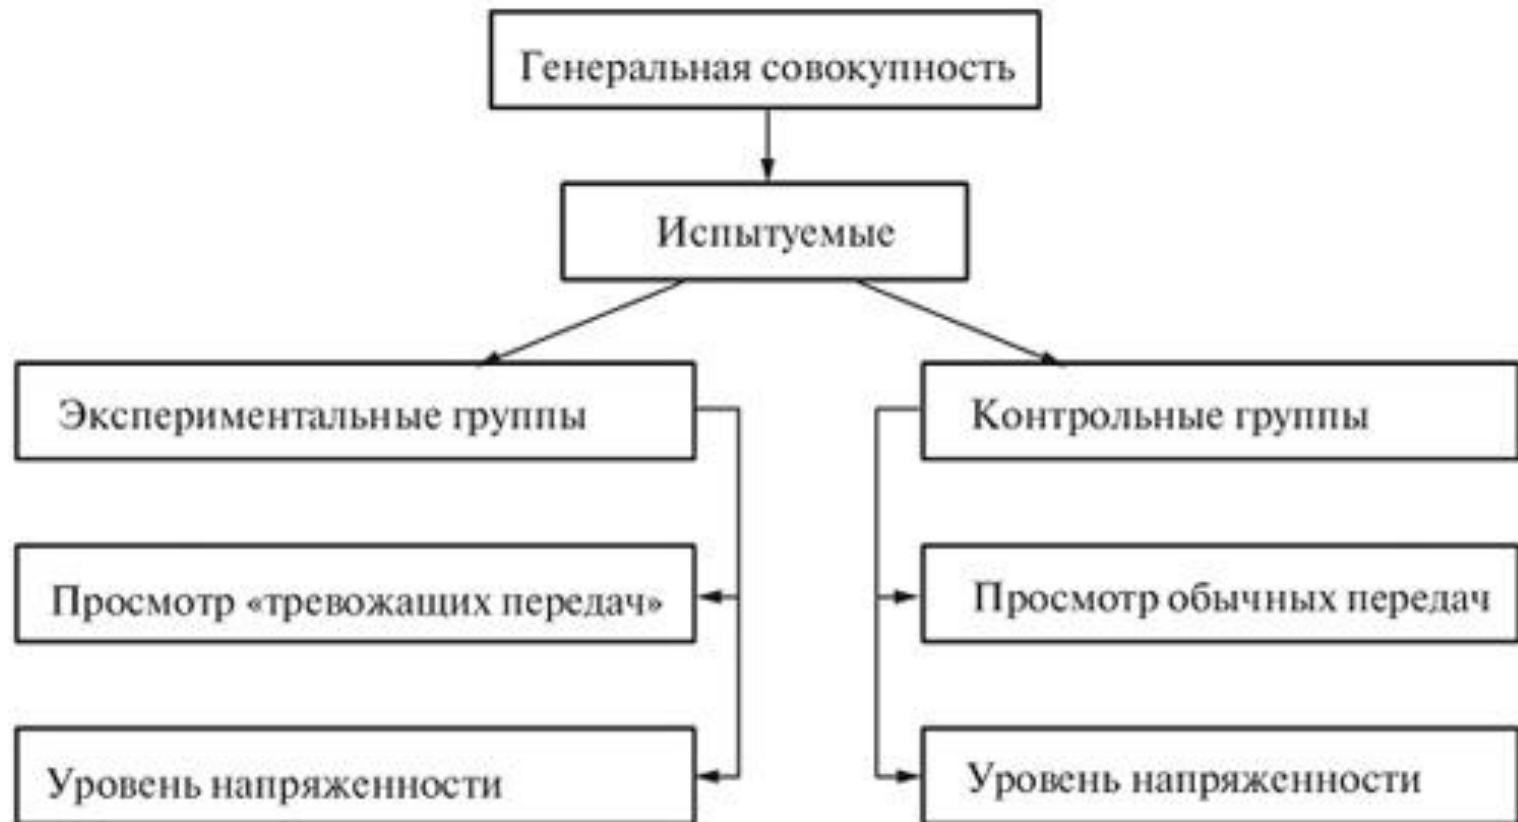 Генеральная совокупность
Испытуемые
Экспериментальные группы
Контрольные группы
Просмотр «тревожащих передач»
Просмотр обычных передач
Уровень напряженности
Уровень напряженности